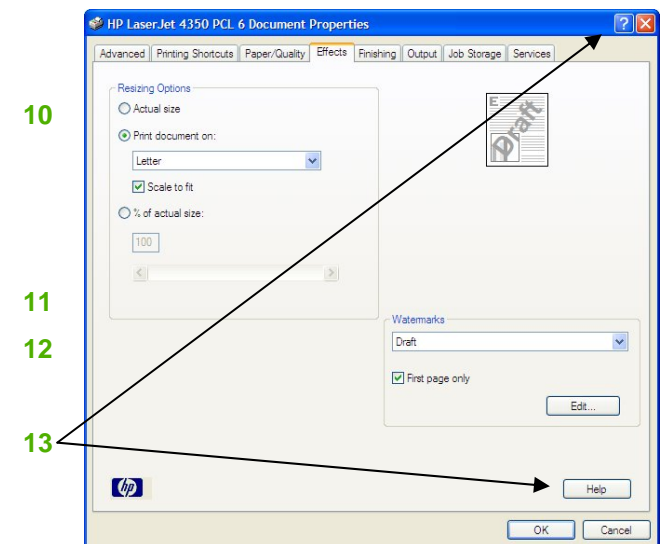 HP LaserJet 4350 PCL 6 Document Properties
Advanced Printing Shortcuts Paper/Quality Effects Finishing Output Job Storage Services
Resizing Options
10
Actual size
Print document on:
Letter
Scale to fit
% of actual size:
100
E
Draft
11
Watermarks
12
Draft
First page only
Edit...
13
hp
Help
OK Cancel